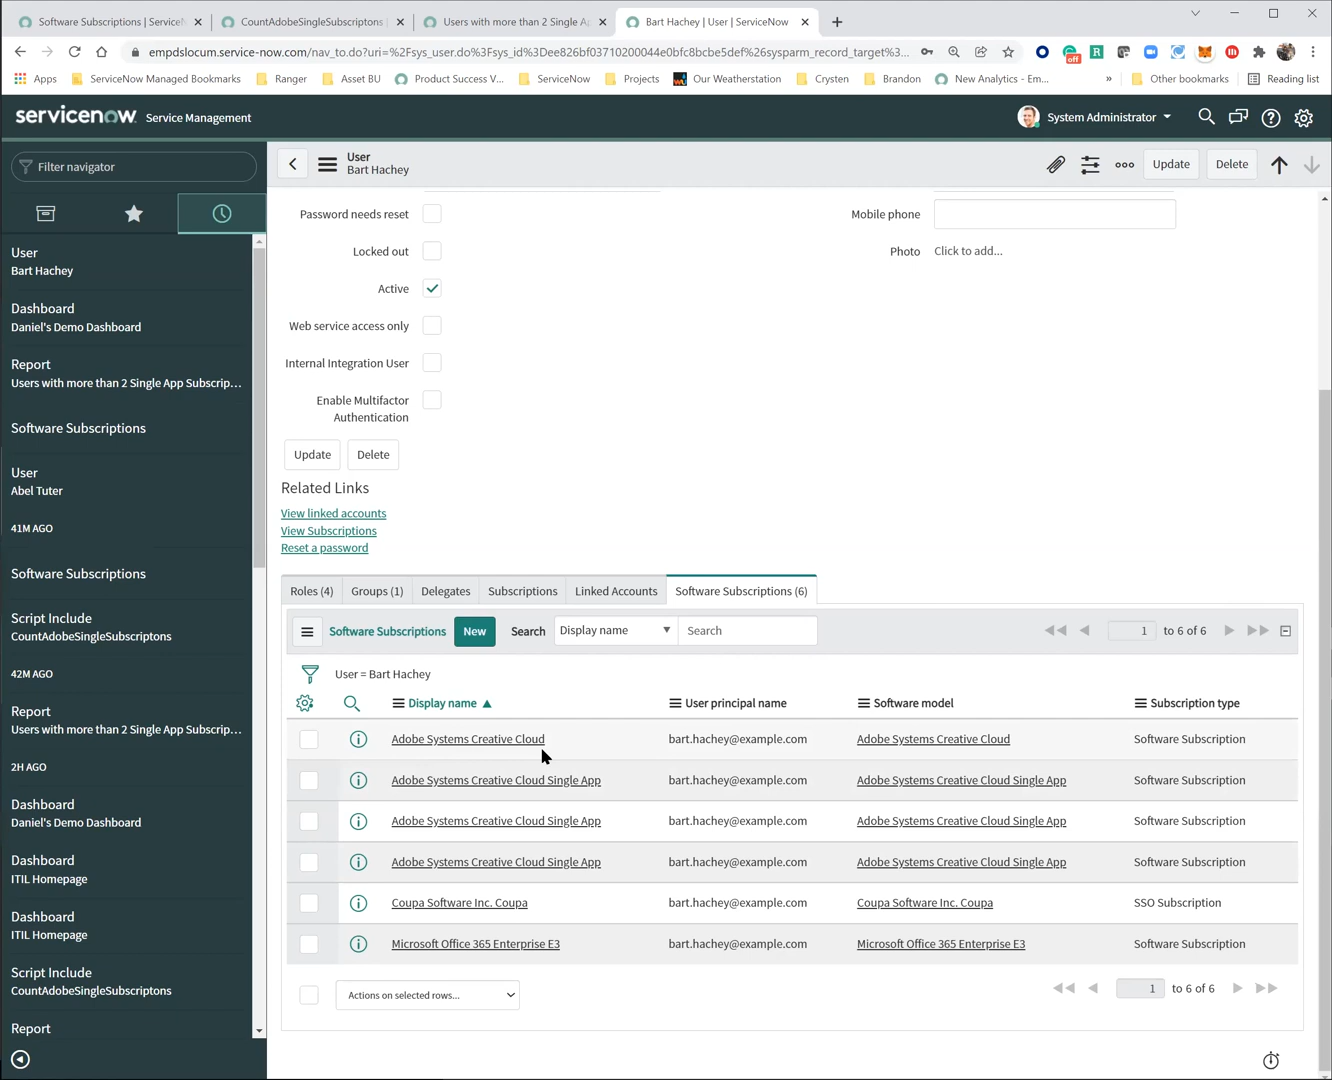 Software Subscriptions | Service
CountAdobeSingleSubscriptons
Users with more than 2 Single Ap
Bart Hachey | User | ServiceNow
empdslocum.service-now.com/nav_to.do?uri=%2Fsys_user.do%3Fsys_id%3Dee826bf03710200044e0bfc8bcbe5def%26sysparm_record_target%3...
Apps
ServiceNow Managed Bookmarks
Ranger
Asset BU
Product Success V...
ServiceNow
Projects
Our Weatherstation
Crysten
Brandon
New Analytics - Em...
»
Other bookmarks
Reading list
off
servicenow
Service Management
System Administrator
Filter navigator
User
Bart Hachey
Update
Delete
User
Bart Hachey
Dashboard
Daniel's Demo Dashboard
Report
Users with more than 2 Single App Subscrip...
Software Subscriptions
User
Abel Tuter
41M AGO
Software Subscriptions
Script Include
CountAdobeSingleSubscriptons
42M AGO
Report
Users with more than 2 Single App Subscrip...
2H AGO
Dashboard
Daniel's Demo Dashboard
Dashboard
ITIL Homepage
Dashboard
ITIL Homepage
Script Include
CountAdobeSingleSubscriptons
Report
Password needs reset
Mobile phone
Locked out
Photo
Click to add...
Active
Web service access only
Internal Integration User
Enable Multifactor
Authentication
Update
Delete
Related Links
View linked accounts
View Subscriptions
Reset a password
Roles (4)
Groups (1)
Delegates
Subscriptions
Linked Accounts
Software Subscriptions (6)
Software Subscriptions
New
Search
Display name
Search
1 to 6 of 6
User = Bart Hachey
Display name
User principal name
Software model
Subscription type
Adobe Systems Creative Cloud
bart.hachey@example.com
Adobe Systems Creative Cloud
Software Subscription
Adobe Systems Creative Cloud Single App
bart.hachey@example.com
Adobe Systems Creative Cloud Single App
Software Subscription
Adobe Systems Creative Cloud Single App
bart.hachey@example.com
Adobe Systems Creative Cloud Single App
Software Subscription
Adobe Systems Creative Cloud Single App
bart.hachey@example.com
Adobe Systems Creative Cloud Single App
Software Subscription
Coupa Software Inc. Coupa
bart.hachey@example.com
Coupa Software Inc. Coupa
SSO Subscription
Microsoft Office 365 Enterprise E3
bart.hachey@example.com
Microsoft Office 365 Enterprise E3
Software Subscription
Actions on selected rows...
1 to 6 of 6